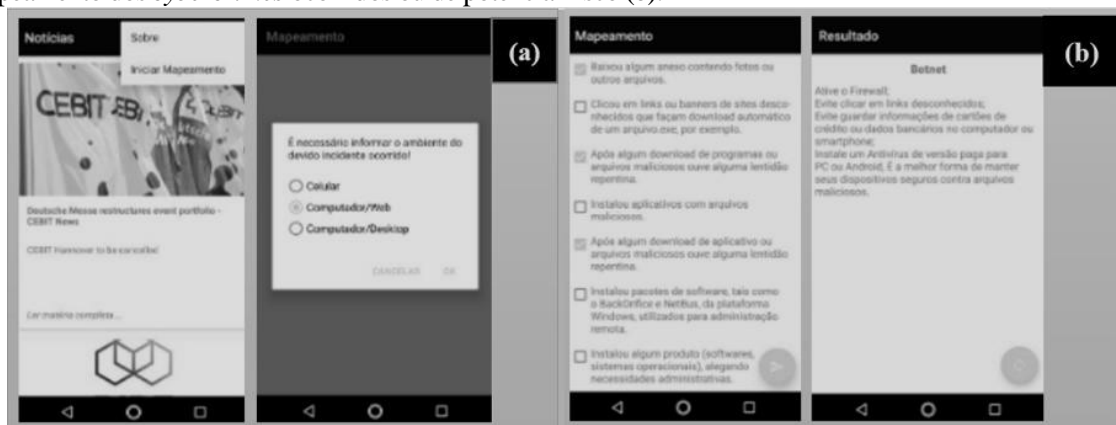 Notícias
Sobre
Iniciar Mapeamento
CEBIT
Deutsche Messe restructures event portfolio -
CEBIT News
CEBIT Hannover to be cancelled
Ler matéria completa...
Mapeamento
É necessário informar o ambiente do
devido incidente ocorrido!
Celular
Computador/Web
Computador/Desktop
CANCELAR OK
(a)
Mapeamento
Baixou algum anexo contendo fotos ou
outros arquivos.
Clicou em links ou banners de sites desco-
nhecidos que façam download automático
de um arquivo.exe, por exemplo.
Após algum download de programas ou
arquivos maliciosos ouve alguma lentidão
repentina.
Instalou aplicativos com arquivos
maliciosos.
Após algum download de aplicativo ou
arquivos maliciosos ouve alguma lentidão
repentina.
Instalou pacotes de software, tais como
o BackOrifice e NetBus, da plataforma
Windows, utilizados para administração
remota.
Instalou algum produto (softwares,
sistemas operacionais), alegando
necessidades administrativas.
Resultado
Botnet
Ative o Firewall;
Evite clicar em links desconhecidos;
Evite guardar informações de cartões de
crédito ou dados bancários no computador ou
smartphone;
Instale um Antivírus de versão paga para
PC ou Android, É a melhor forma de manter
seus dispositivos seguros contra arquivos
maliciosos.
(b)